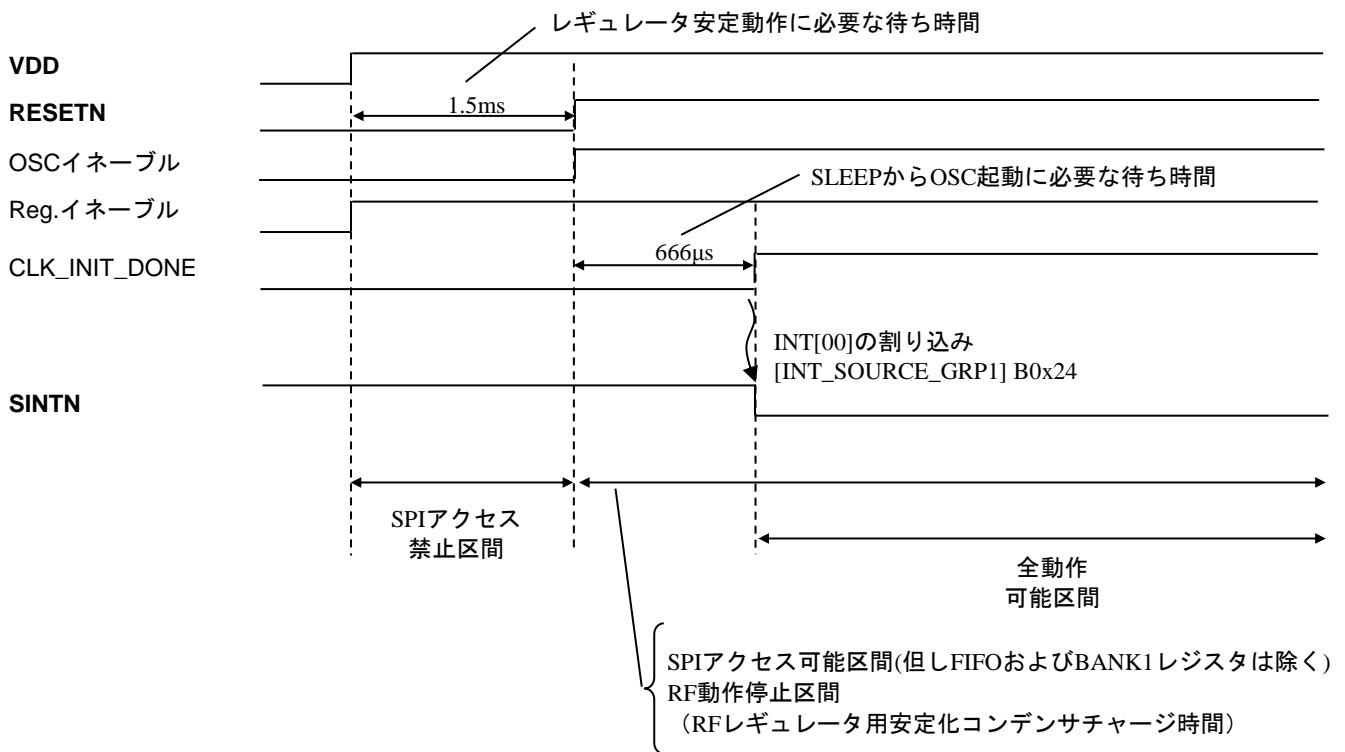 レギュレータ安定動作に必要な待ち時間
VDD
RESETN
1.5ms
OSCイネーブル
SLEEPからOSC起動に必要な待ち時間
Reg.イネーブル
CLK_INIT_DONE
666μs
INT[00]の割り込み
[INT_SOURCE_GRP1] B0x24
SINTN
SPIアクセス
禁止区間
全動作
可能区間
SPIアクセス可能区間(但しFIFOおよびBANK1レジスタは除く)
RF動作停止区間
（RFレギュレータ用安定化コンデンサチャージ時間）